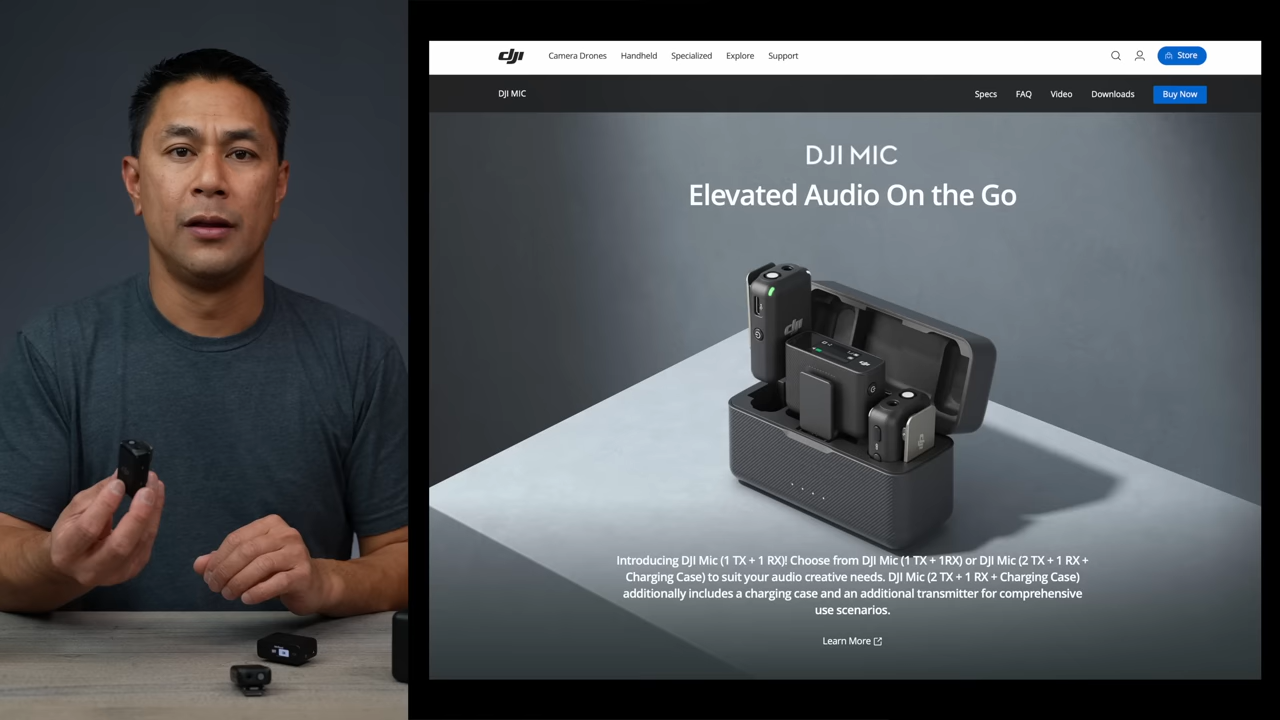 dji Camera Drones Handheld Specialized Explore Support Store
DJI MIC Specs FAQ Video Downloads Buy Now
DJI MIC
Elevated Audio On the Go
dji
Introducing DJI Mic (1 TX + 1 RX)! Choose from DJI Mic (1 TX + 1RX) or DJI Mic (2 TX + 1 RX +
Charging Case) to suit your audio creative needs. DJI Mic (2 TX + 1 RX + Charging Case)
additionally includes a charging case and an additional transmitter for comprehensive
use scenarios.
Learn More